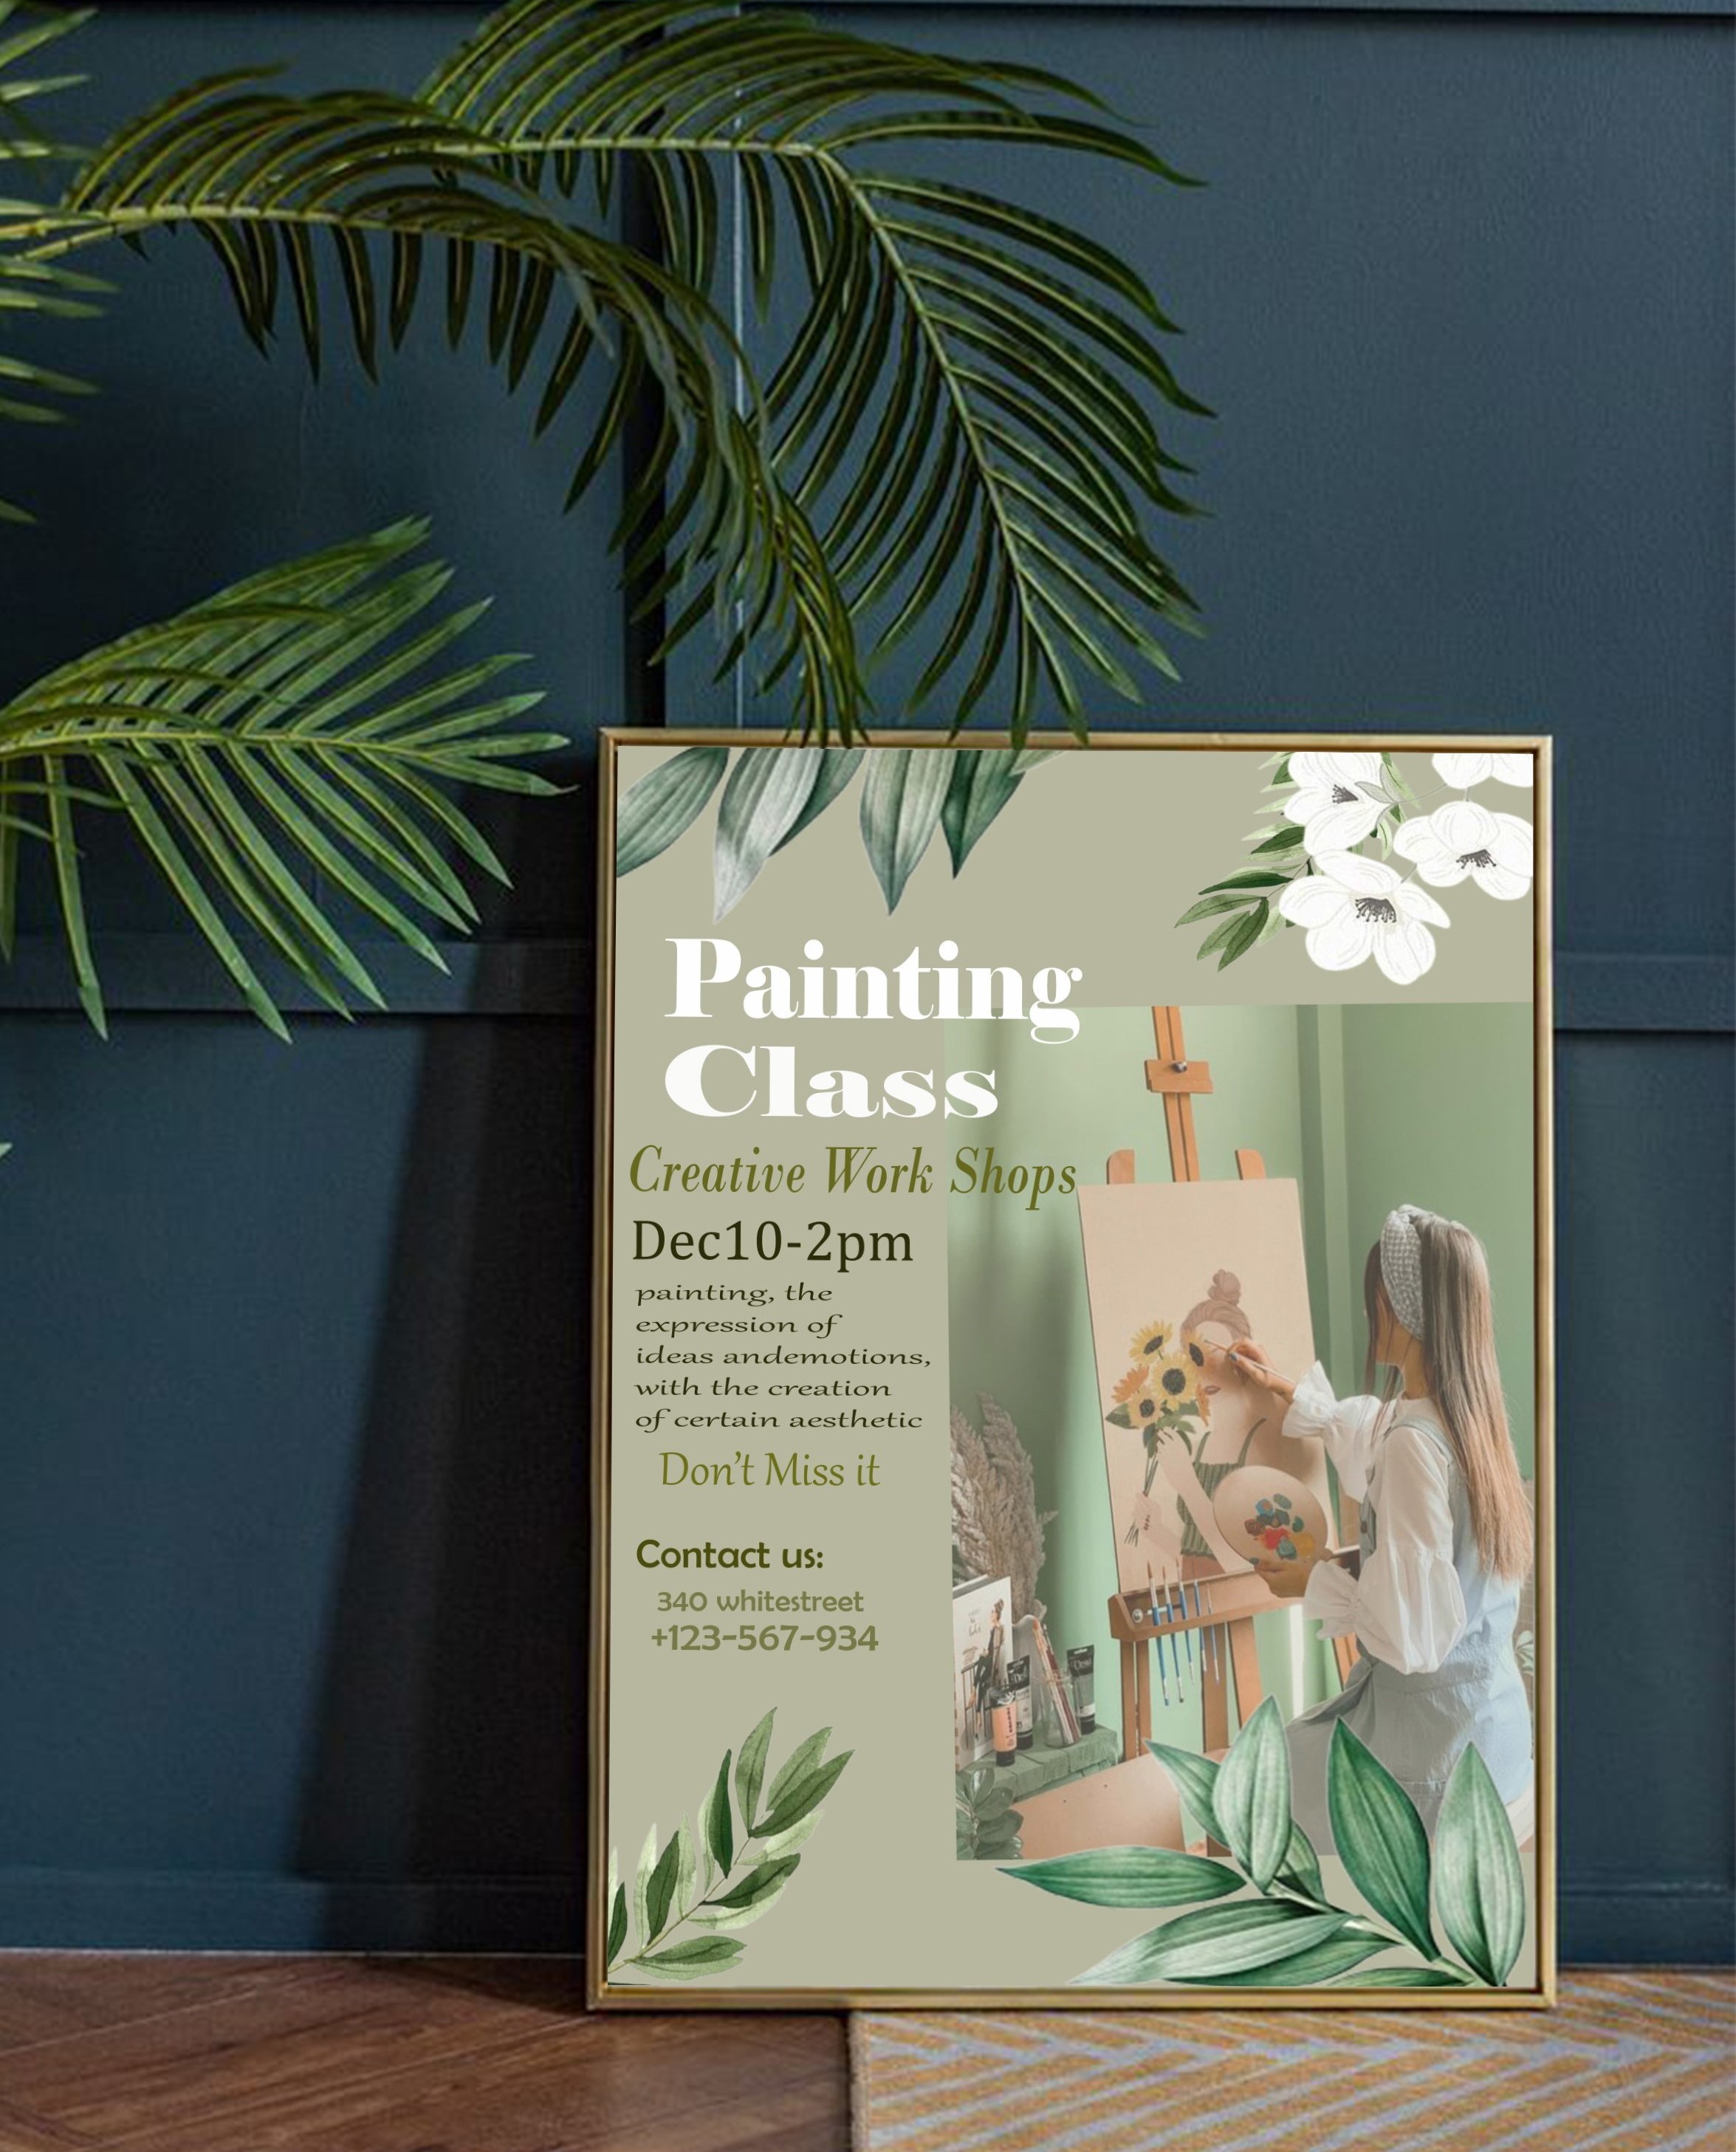 Painting
Class
Creative Work Shops
Dec10-2pm
painting, the
expression of
ideas andemotions,
with the creation
of certain aesthetic
Don't Miss it
Contact us:
340 whitestreet
+123-567-934